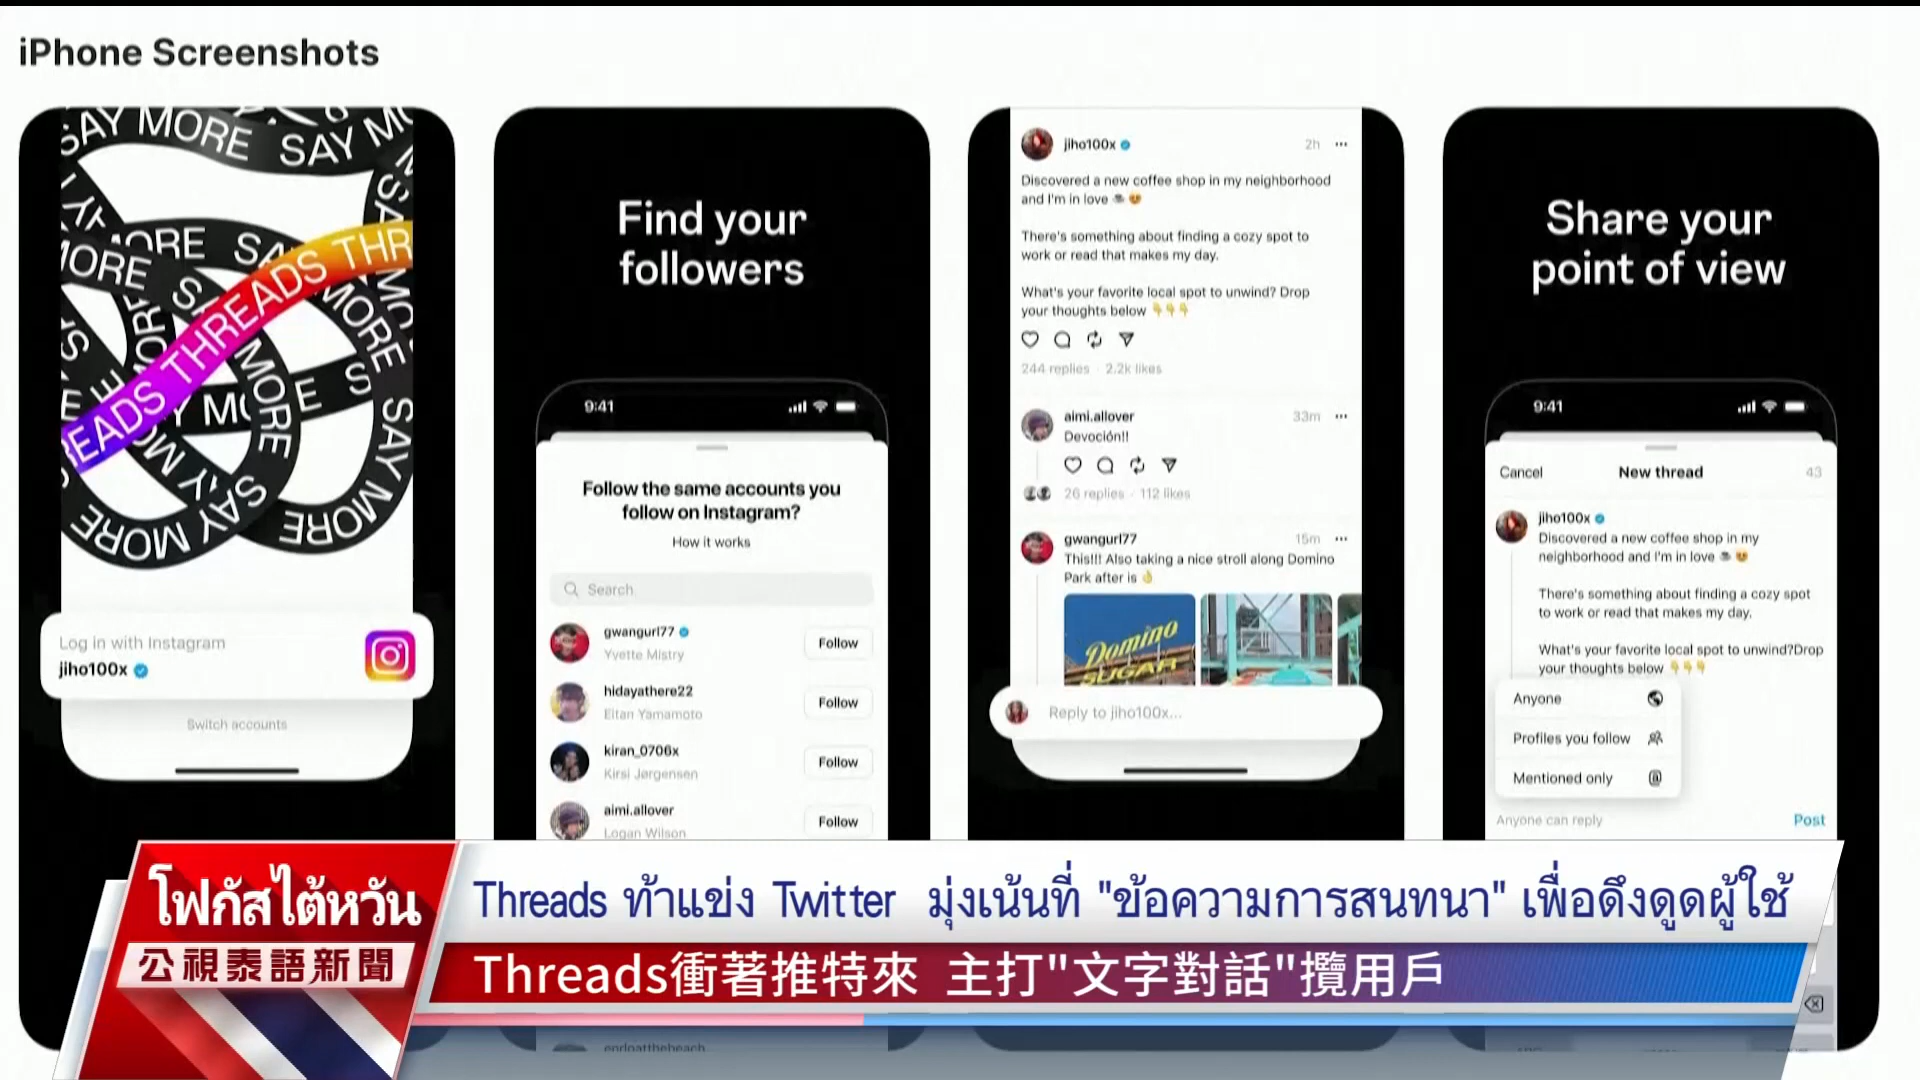 iPhone Screenshots
SAY MORE SAY MORE
THREADS THREADS THR
Log in with Instagram
jiho100x
Switch accounts
Find your
followers
9:41
Follow the same accounts you
follow on Instagram?
How it works
Search
gwangurl77
Yvette Mistry
Follow
hidayathere22
Eitan Yamamoto
Follow
kiran_0706x
Kirsi Jørgensen
Follow
aimi.allover
Logan Wilson
Follow
endpatthebeach
jiho100x 2h ...
Discovered a new coffee shop in my neighborhood
and I'm in love ☕ 😍
There's something about finding a cozy spot to
work or read that makes my day.
What's your favorite local spot to unwind? Drop
your thoughts below 👇👇👇
244 replies · 2.2k likes
aimi.allover 33m ...
Devoción!!
26 replies · 112 likes
gwangurl77 15m ...
This!!! Also taking a nice stroll along Domino
Park after is 👌
Domino
SUGAR
Reply to jiho100x...
Share your
point of view
9:41
Cancel New thread 43
jiho100x
Discovered a new coffee shop in my
neighborhood and I'm in love ☕ 😍
There's something about finding a cozy spot
to work or read that makes my day.
What's your favorite local spot to unwind?Drop
your thoughts below 👇👇👇
Anyone
Profiles you follow
Mentioned only
Anyone can reply Post
โฟกัสไต้หวัน
公視泰語新聞
Threads ท้าแข่ง Twitter มุ่งเน้นที่ "ข้อความการสนทนา" เพื่อดึงดูดผู้ใช้
Threads衝著推特來 主打"文字對話"攬用戶